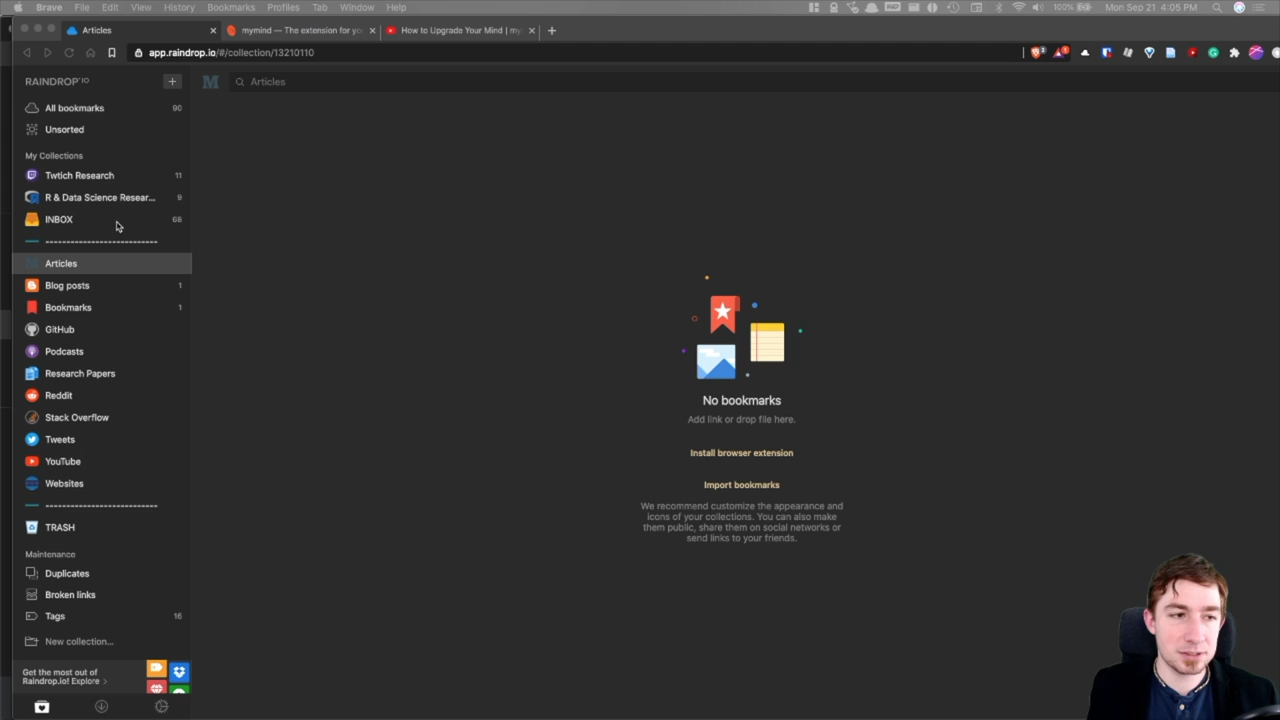 Brave File Edit View History Bookmarks Profiles Tab Window Help 100% Mon Sep 21 4:05 PM
Articles mymind — The extension for yo How to Upgrade Your Mind | my
app.raindrop.io/#/collection/13210110
RAINDROP.IO
Articles
All bookmarks 90
Unsorted
My Collections
Twtich Research 11
R & Data Science Resear... 9
INBOX 68
----------------------------
Articles
Blog posts 1
Bookmarks 1
GitHub
Podcasts
Research Papers
Reddit
Stack Overflow
Tweets
YouTube
Websites
----------------------------
TRASH
Maintenance
Duplicates
Broken links
Tags 16
New collection...
Get the most out of
Raindrop.io! Explore >
No bookmarks
Add link or drop file here.
Install browser extension
Import bookmarks
We recommend customize the appearance and
icons of your collections. You can also make
them public, share them on social networks or
send links to your friends.